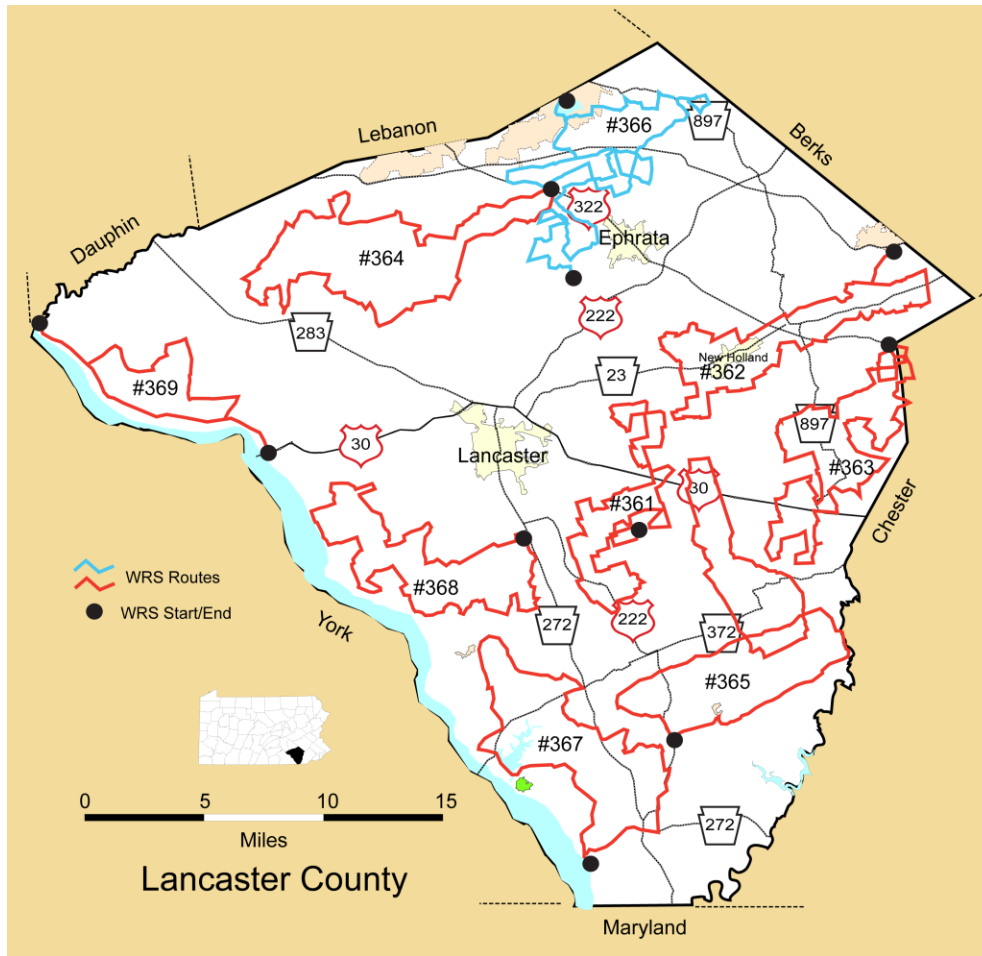 Lebanon
#366
897
Berks
Dauphin
322
Ephrata
#364
222
283
New Holland
#362
23
#369
897
30
Lancaster
#363
30
#361
Chester
WRS Routes
#368
WRS Start/End
York
272
222
372
#365
#367
0 5 10 15
Miles
272
Lancaster County
Maryland